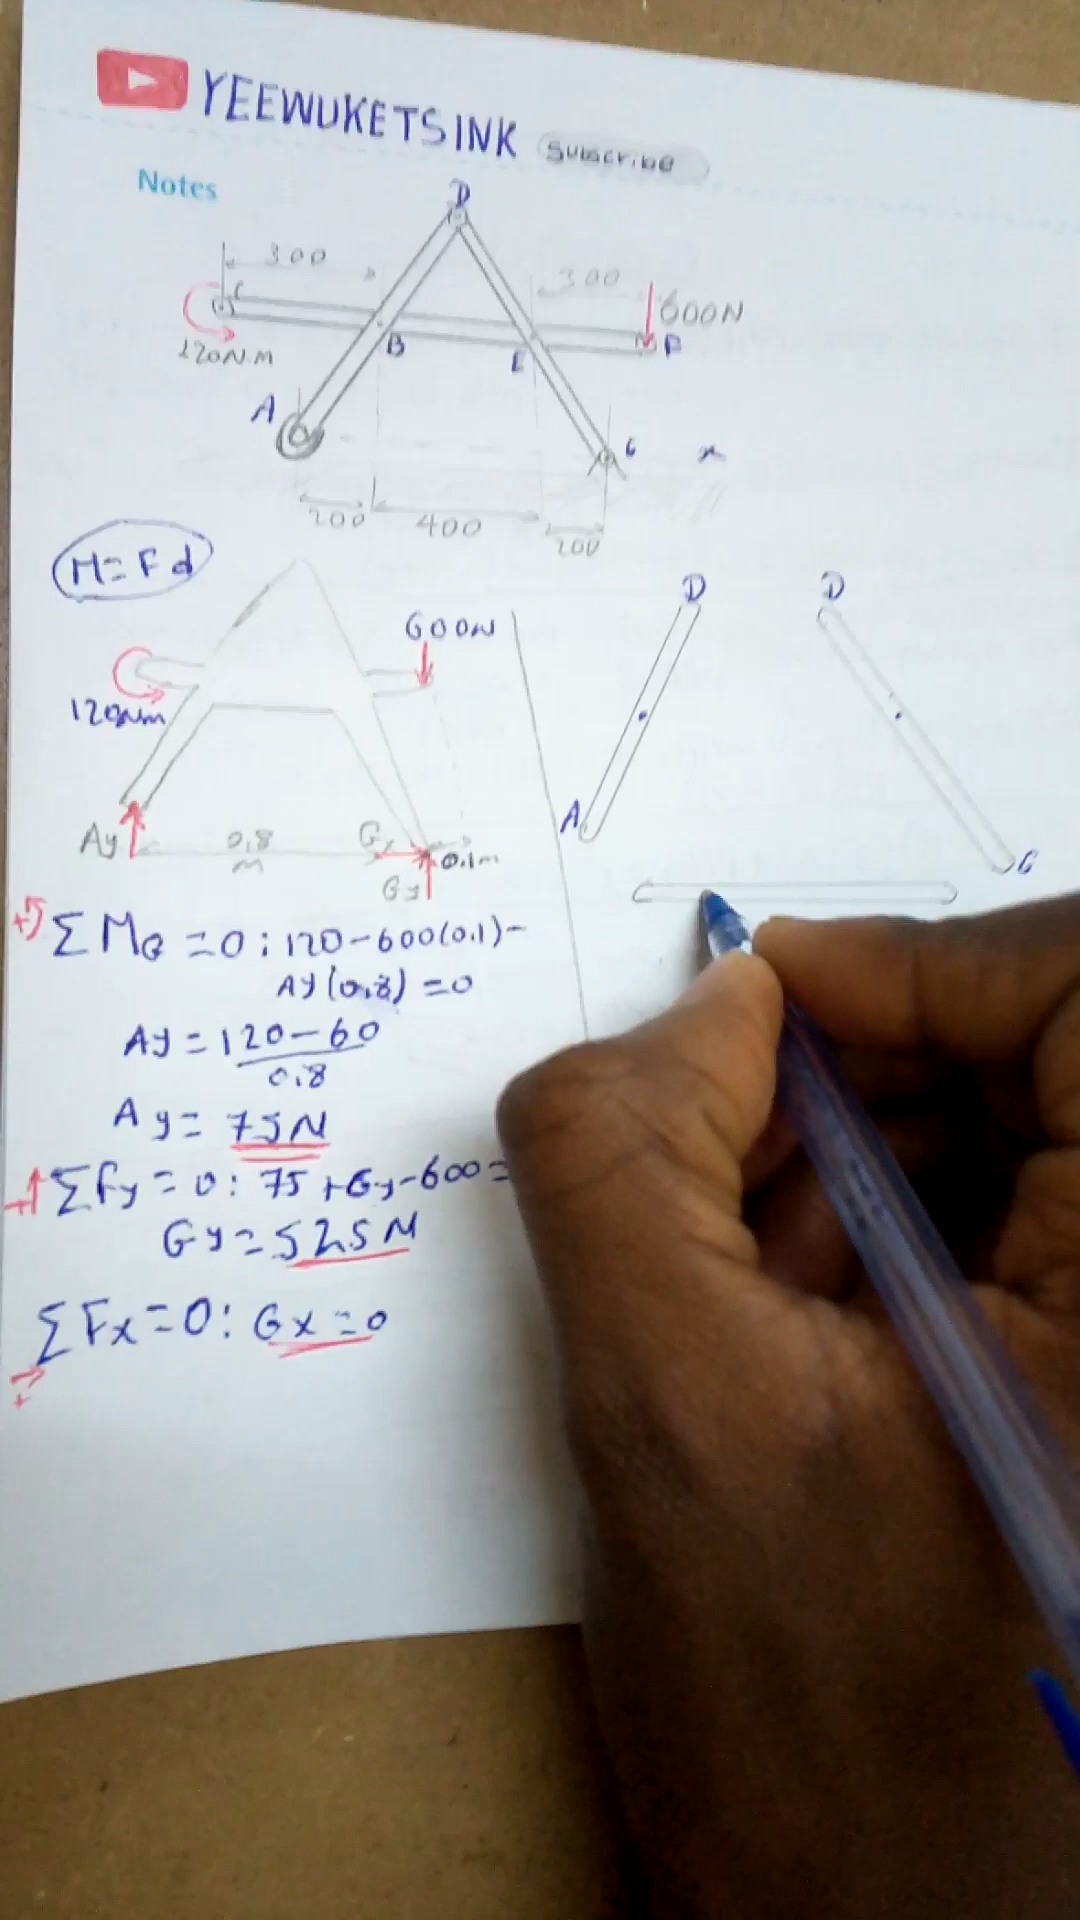 YEEWUKETSINK
Subscribe
Notes
D
300
300
C
600N
120N.M
B
E
F
A
G
x
200
400
200
M=Fd
600N
120Nm
Ay
0,8
m
Gx
0.1m
Gy
D
D
A
G
+ ΣMG =0 : 120-600(0.1)-
Ay(0.8) =0
Ay = 120-60
0.8
Ay = 75N
+ ΣFy = 0 : 75 +Gy-600=
Gy = 525N
ΣFx=0 : Gx=0
+